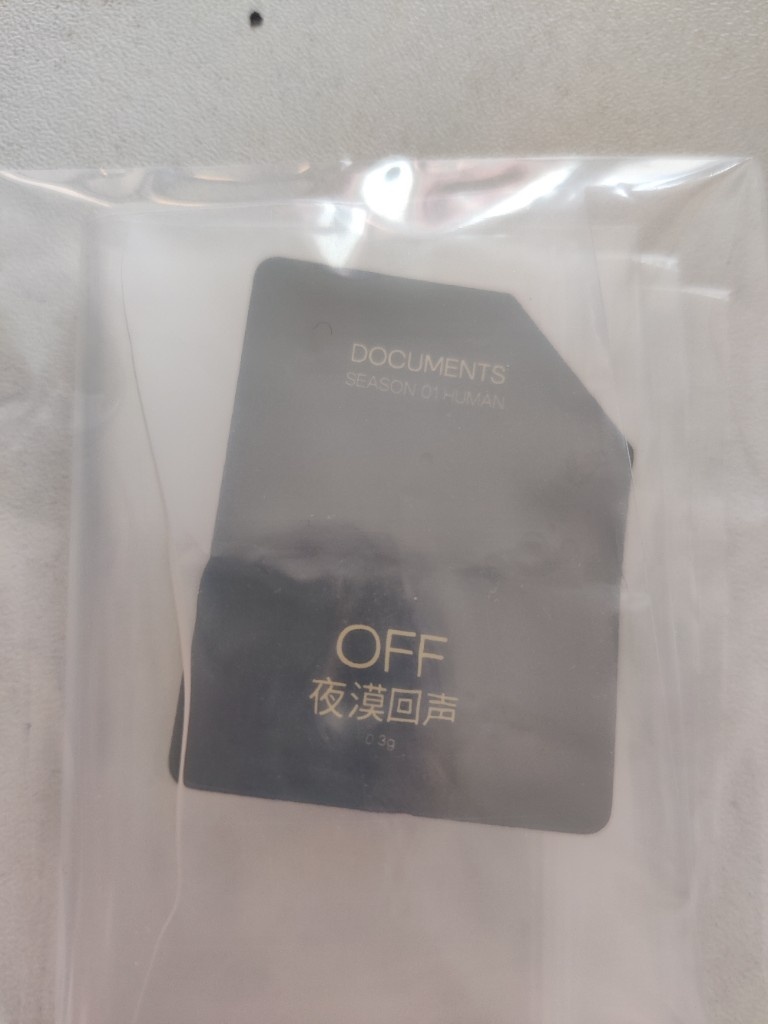 DOCUMENTS
SEASON 01 HUMAN
OFF
夜漠回声
0.3g